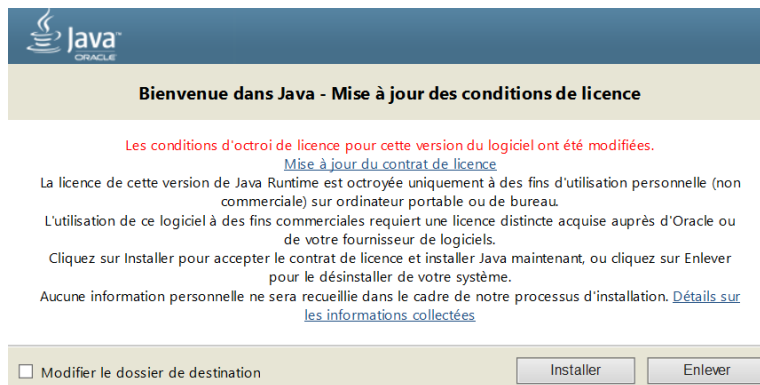 Java™
ORACLE
Bienvenue dans Java - Mise à jour des conditions de licence
Les conditions d'octroi de licence pour cette version du logiciel ont été modifiées.
Mise à jour du contrat de licence
La licence de cette version de Java Runtime est octroyée uniquement à des fins d'utilisation personnelle (non
commerciale) sur ordinateur portable ou de bureau.
L'utilisation de ce logiciel à des fins commerciales requiert une licence distincte acquise auprès d'Oracle ou
de votre fournisseur de logiciels.
Cliquez sur Installer pour accepter le contrat de licence et installer Java maintenant, ou cliquez sur Enlever
pour le désinstaller de votre système.
Aucune information personnelle ne sera recueillie dans le cadre de notre processus d'installation. Détails sur
les informations collectées
Modifier le dossier de destination
Installer
Enlever